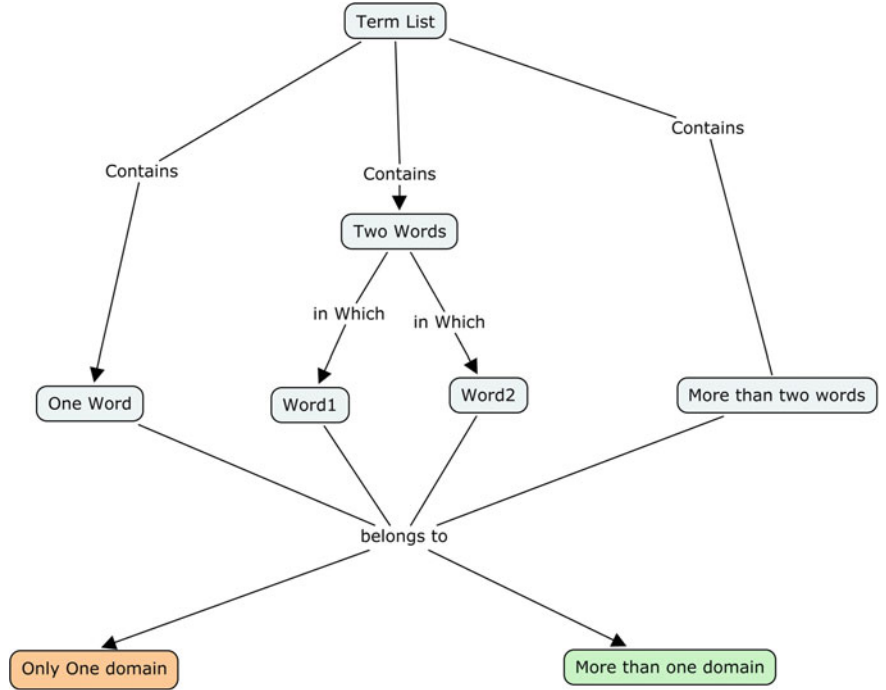 Term List
Contains
Contains
Contains
Two Words
in Which
in Which
One Word
Word1
Word2
More than two words
belongs to
Only One domain
More than one domain